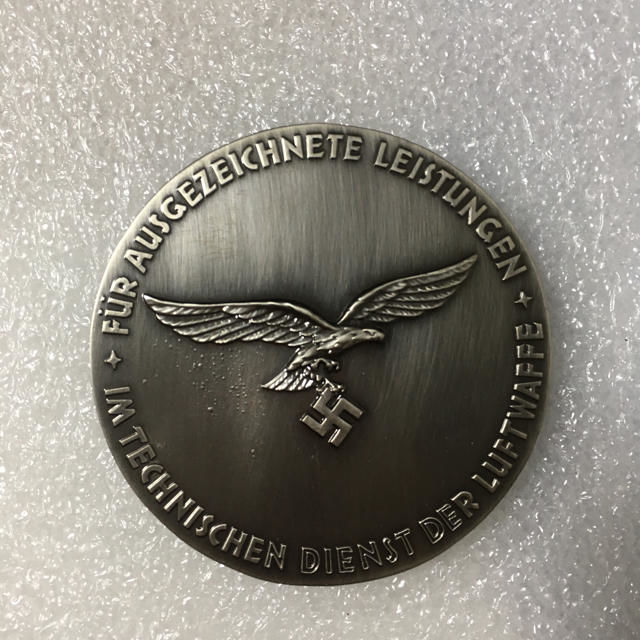 FÜR AUSGEZEICHNETE LEISTUNGEN
IM TECHNISCHEN DIENST DER LUFTWAFFE